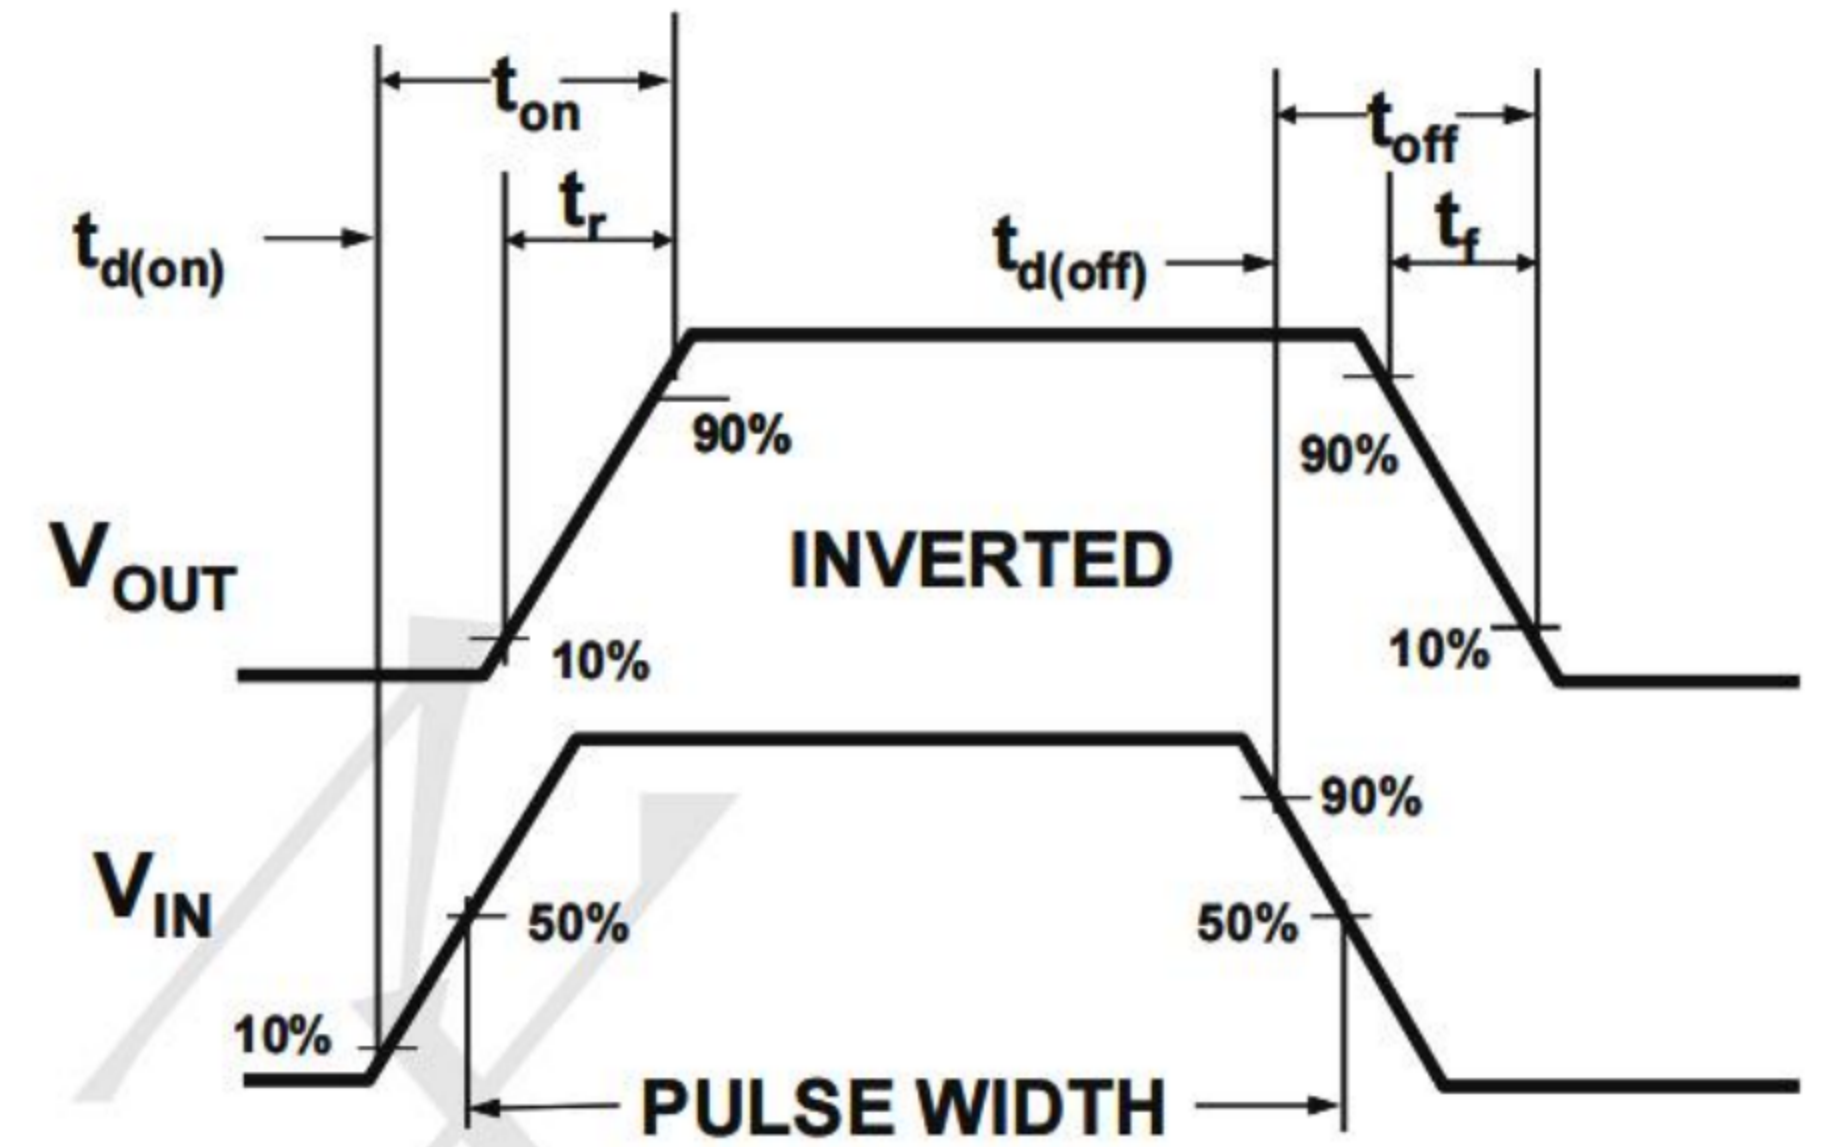 ton
toff
tr
tf
td(on)
td(off)
90%
90%
VOUT
INVERTED
10%
10%
90%
VIN
50%
50%
10%
PULSE WIDTH